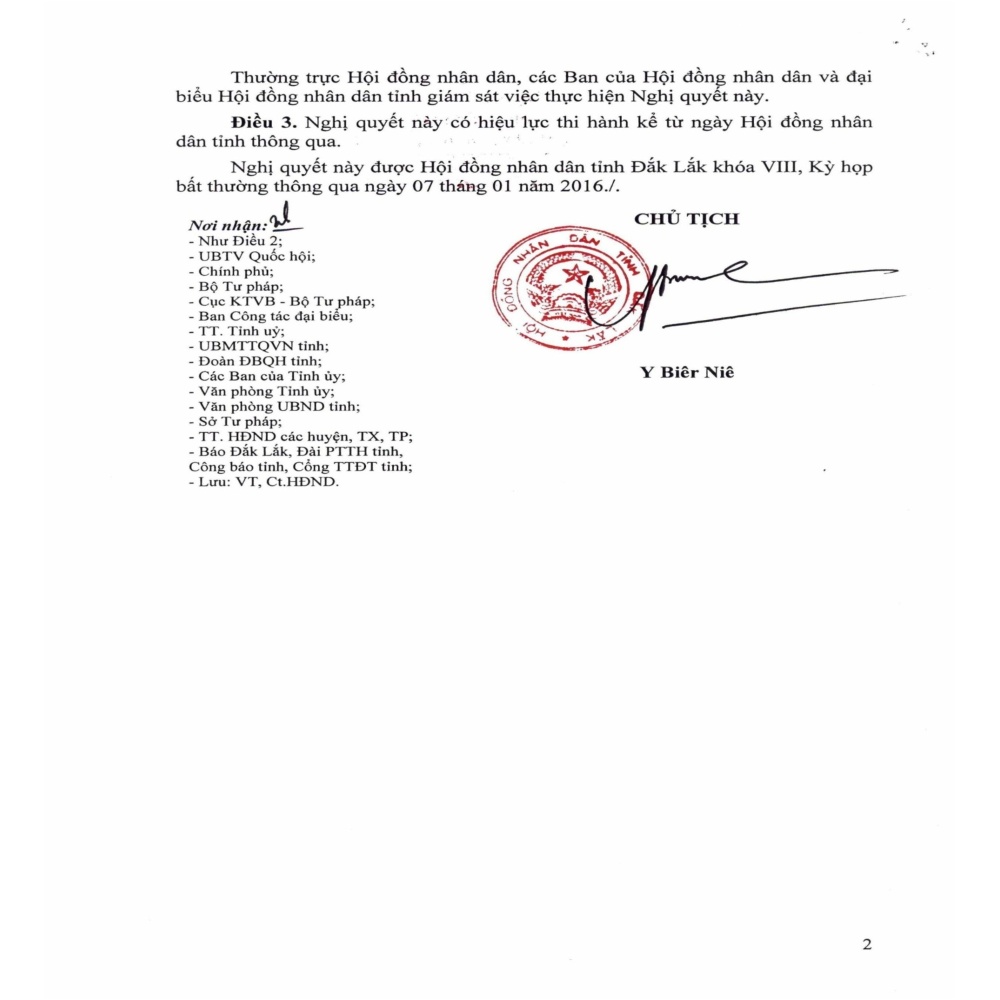 Thường trực Hội đồng nhân dân, các Ban của Hội đồng nhân dân và đại
biểu Hội đồng nhân dân tỉnh giám sát việc thực hiện Nghị quyết này.
Điều 3. Nghị quyết này có hiệu lực thi hành kể từ ngày Hội đồng nhân
dân tỉnh thông qua.
Nghị quyết này được Hội đồng nhân dân tỉnh Đắk Lắk khóa VIII, Kỳ họp
bất thường thông qua ngày 07 tháng 01 năm 2016./.
Nơi nhận:
- Như Điều 2;
- UBTV Quốc hội;
- Chính phủ;
- Bộ Tư pháp;
- Cục KTVB - Bộ Tư pháp;
- Ban Công tác đại biểu;
- TT. Tỉnh uỷ;
- UBMTTQVN tỉnh;
- Đoàn ĐBQH tỉnh;
- Các Ban của Tỉnh ủy;
- Văn phòng Tỉnh ủy;
- Văn phòng UBND tỉnh;
- Sở Tư pháp;
- TT. HĐND các huyện, TX, TP;
- Báo Đắk Lắk, Đài PTTH tỉnh,
Công báo tỉnh, Cổng TTĐT tỉnh;
- Lưu: VT, Ct.HĐND.
CHỦ TỊCH
HỘI ĐỒNG NHÂN DÂN TỈNH ĐẮK LẮK
Y Biêr Niê
2